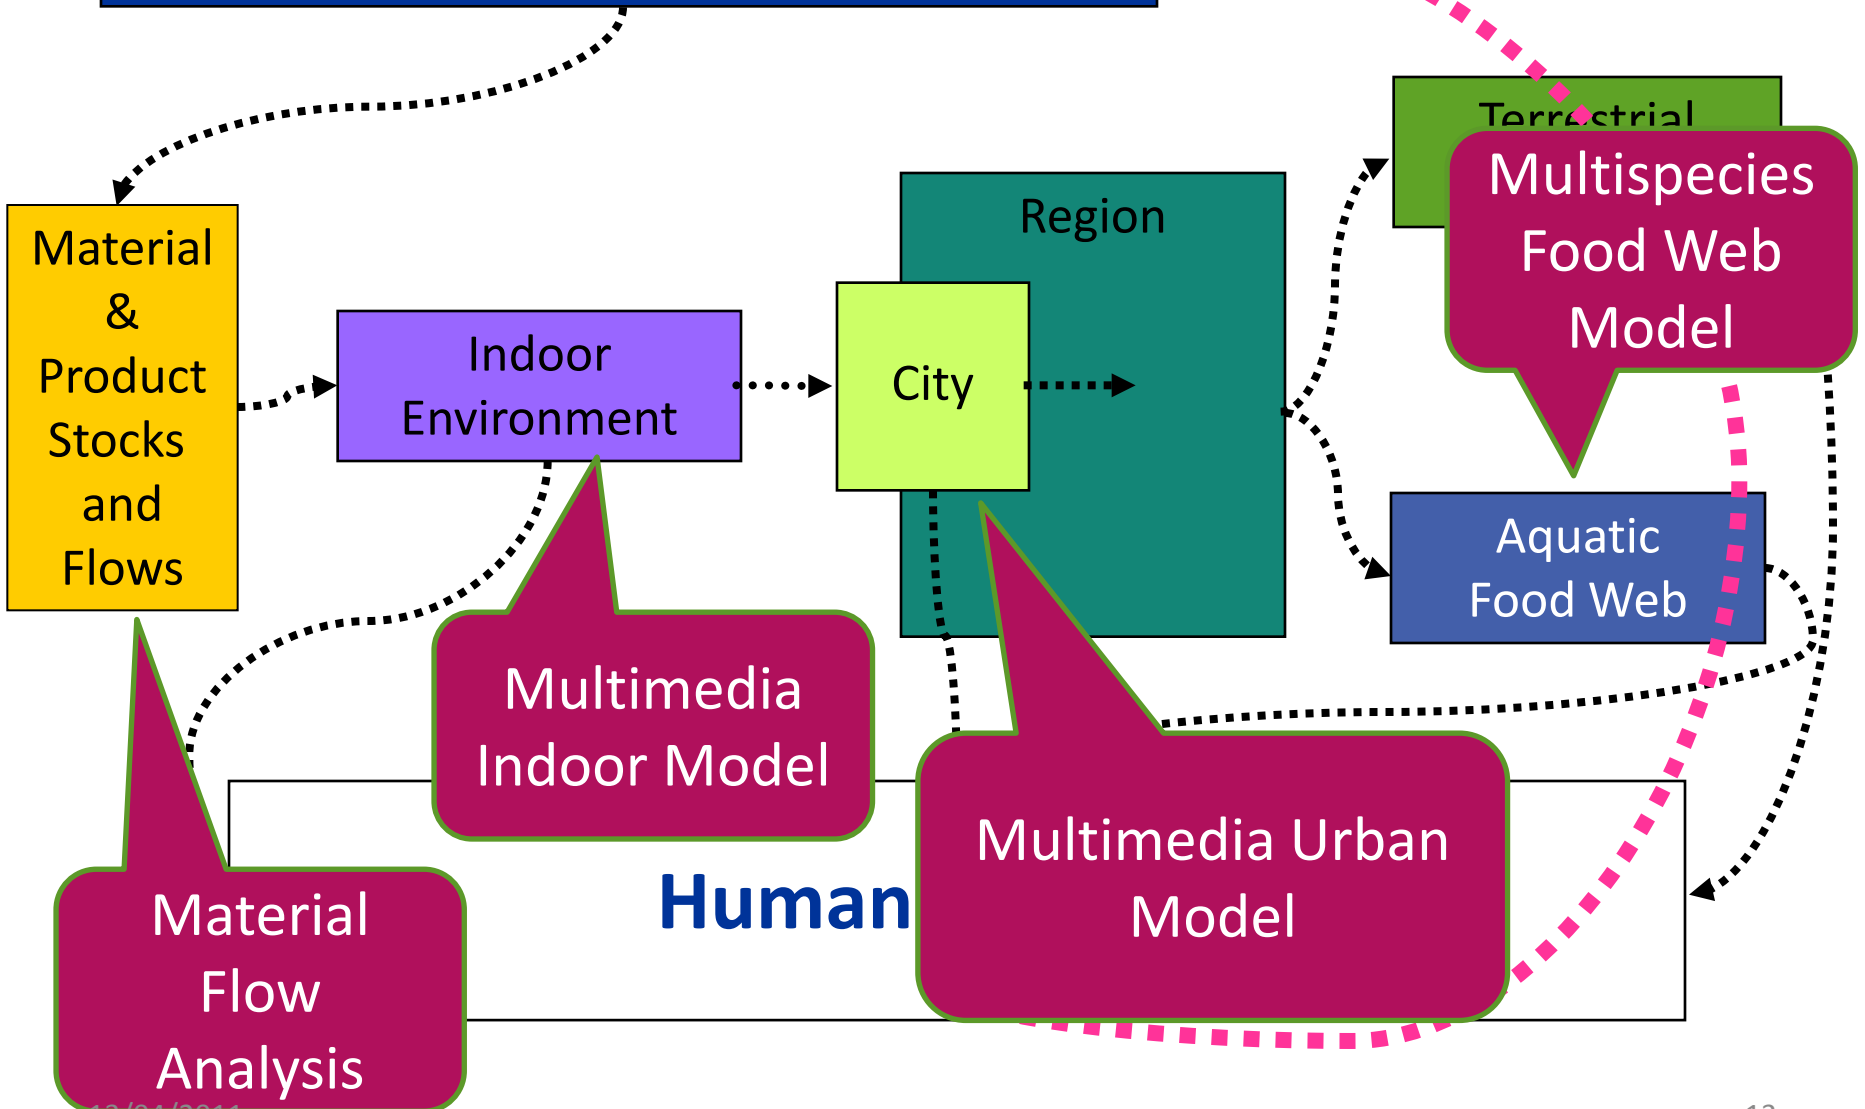 Terrestrial
Multispecies
Food Web
Model
Region
Material
&
Product
Stocks
and
Flows
Indoor
Environment
City
Aquatic
Food Web
Multimedia
Indoor Model
Multimedia Urban
Model
Human
Material
Flow
Analysis